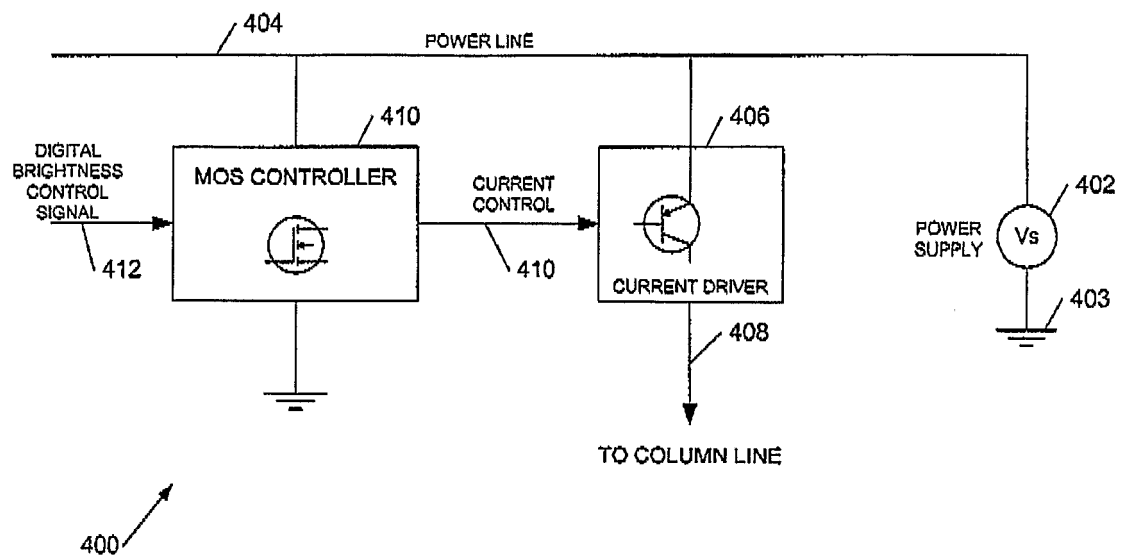 404
POWER LINE
410
406
DIGITAL
BRIGHTNESS
CONTROL
SIGNAL
MOS CONTROLLER
CURRENT
CONTROL
402
POWER
SUPPLY
Vs
412
410
CURRENT DRIVER
403
408
TO COLUMN LINE
400